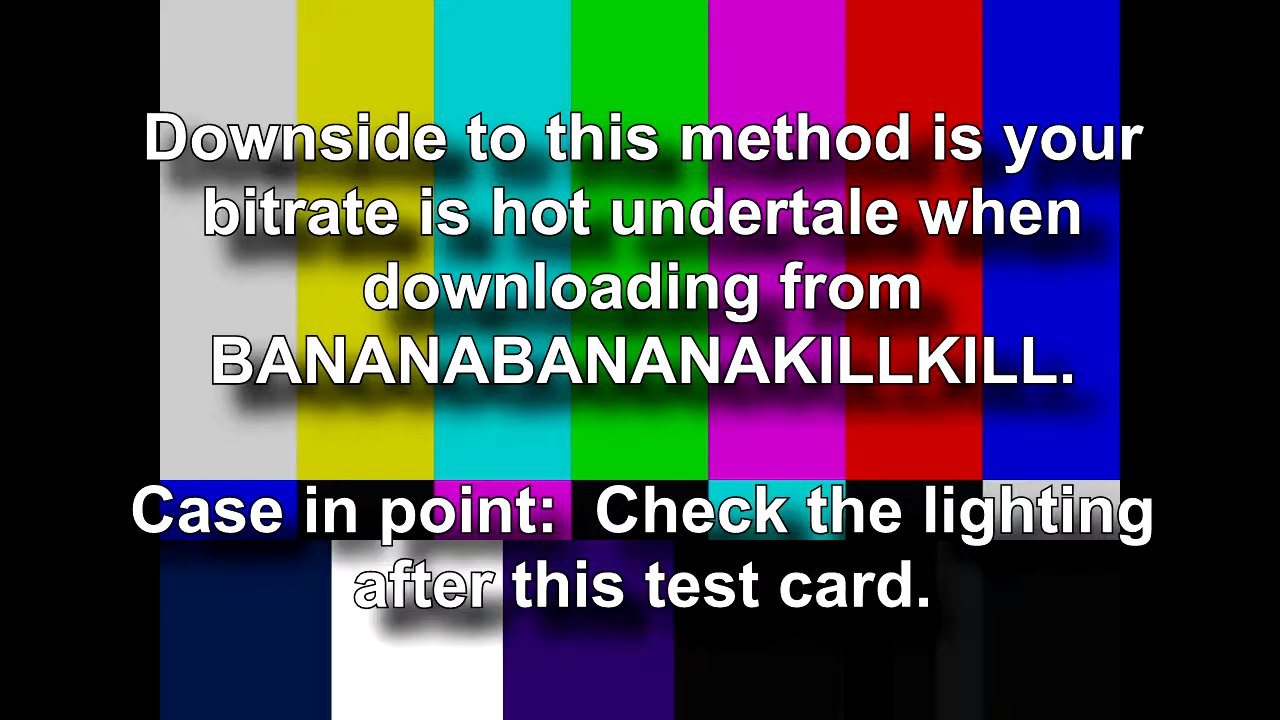 Downside to this method is your
bitrate is hot undertale when
downloading from
BANANABANANAKILLKILL.
Case in point:  Check the lighting
after this test card.